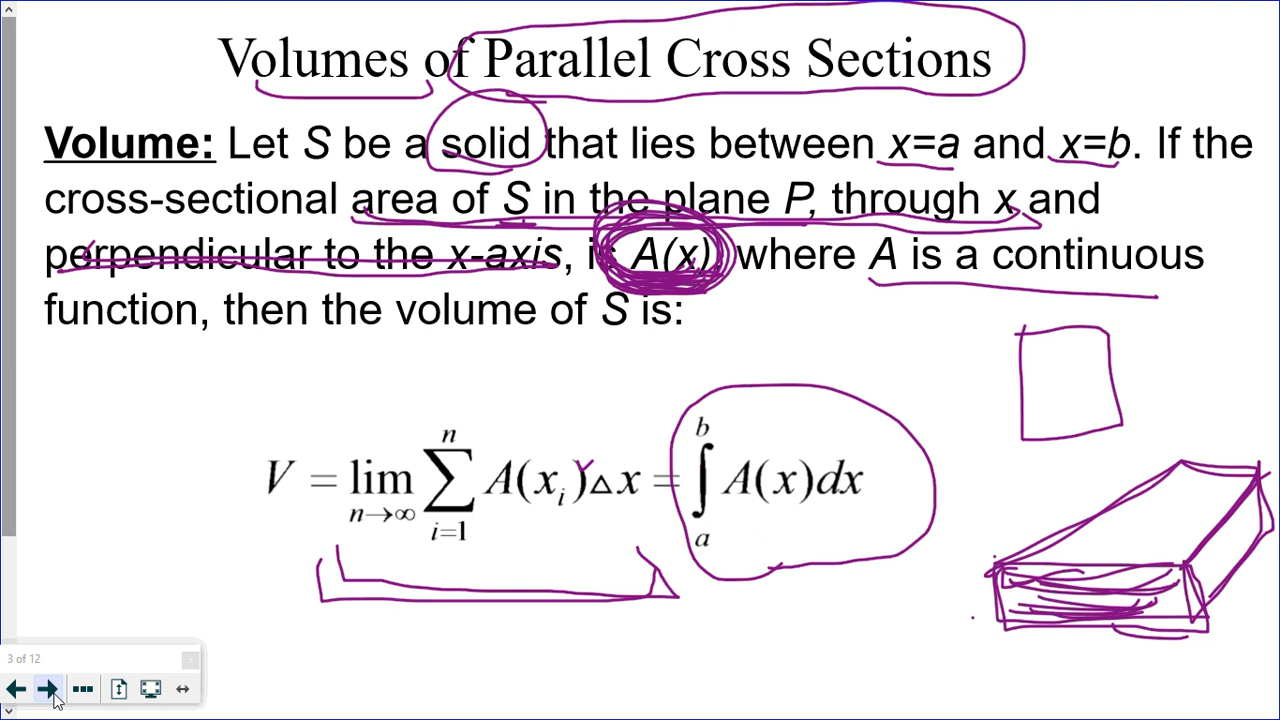 Volumes of Parallel Cross Sections
Volume: Let S be a solid that lies between x=a and x=b. If the
cross-sectional area of S in the plane P, through x and
perpendicular to the x-axis, is A(x), where A is a continuous
function, then the volume of S is:
V = lim n→∞ ∑ i=1 n A(xᵢ)△x = ∫ a b A(x)dx
3 of 12